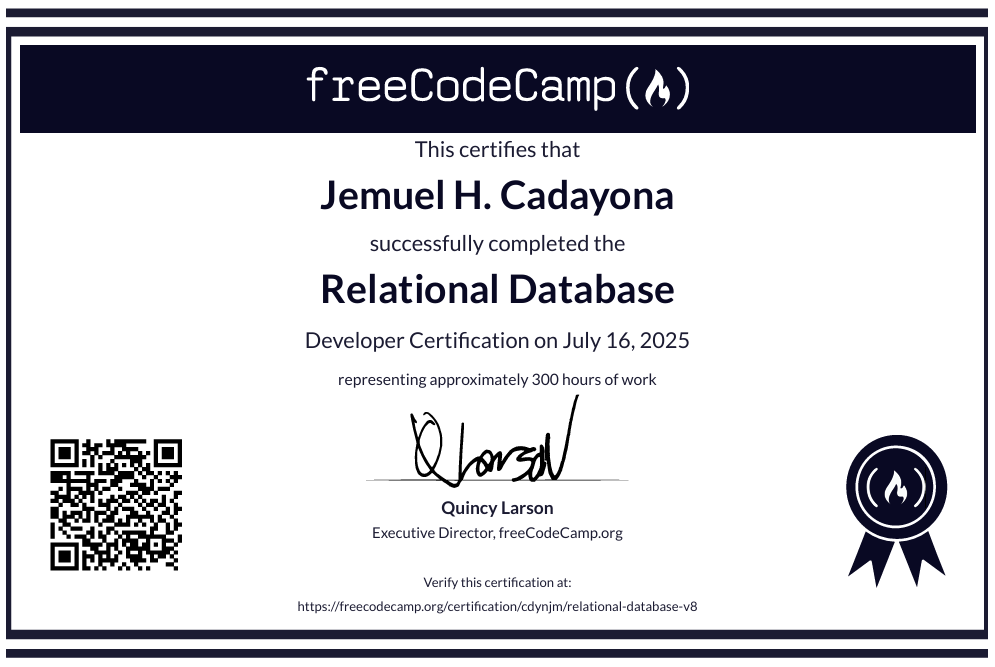 freeCodeCamp
This certifies that
Jemuel H. Cadayona
successfully completed the
Relational Database
Developer Certification on July 16, 2025
representing approximately 300 hours of work
Q Larson
Quincy Larson
Executive Director, freeCodeCamp.org
Verify this certification at:
https://freecodecamp.org/certification/cdynjm/relational-database-v8